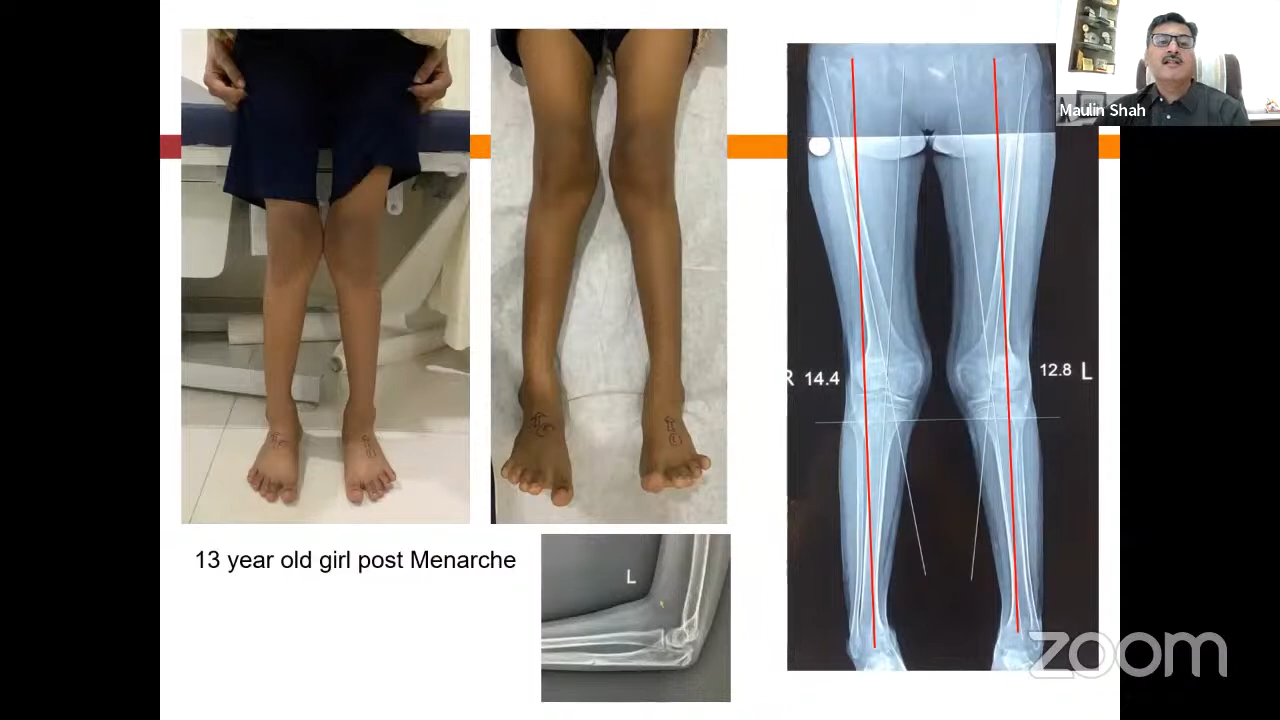 Maulin Shah
R 14.4
12.8 L
L
13 year old girl post Menarche
zoom